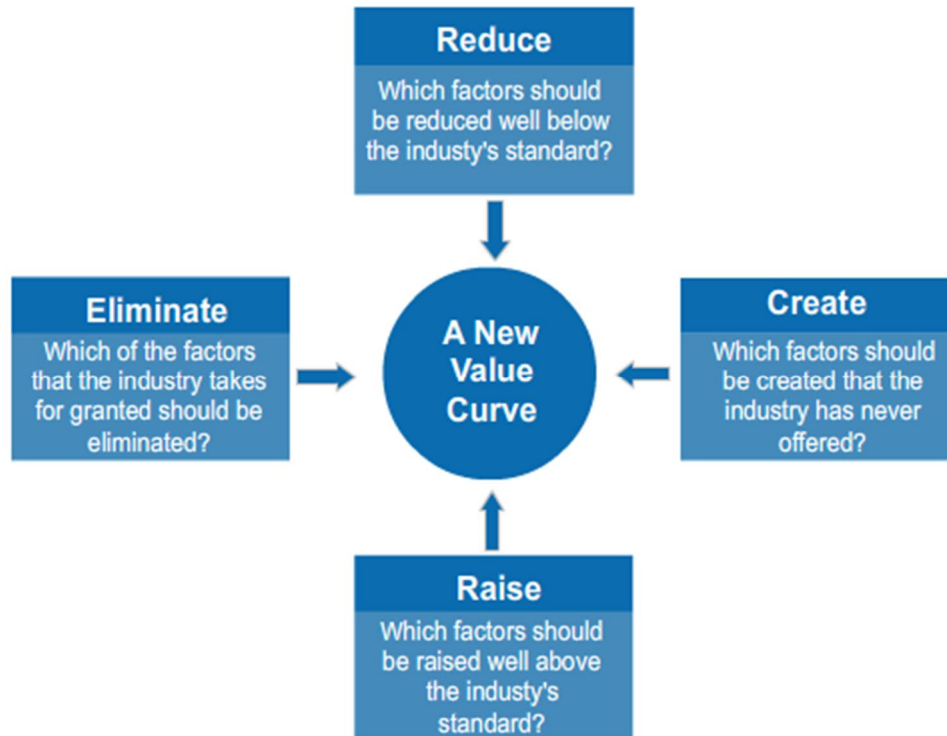 Reduce
Which factors should
be reduced well below
the industy's standard?
Eliminate
Which of the factors
that the industry takes
for granted should be
eliminated?
A New
Value
Curve
Create
Which factors should
be created that the
industry has never
offered?
Raise
Which factors should
be raised well above
the industy's
standard?